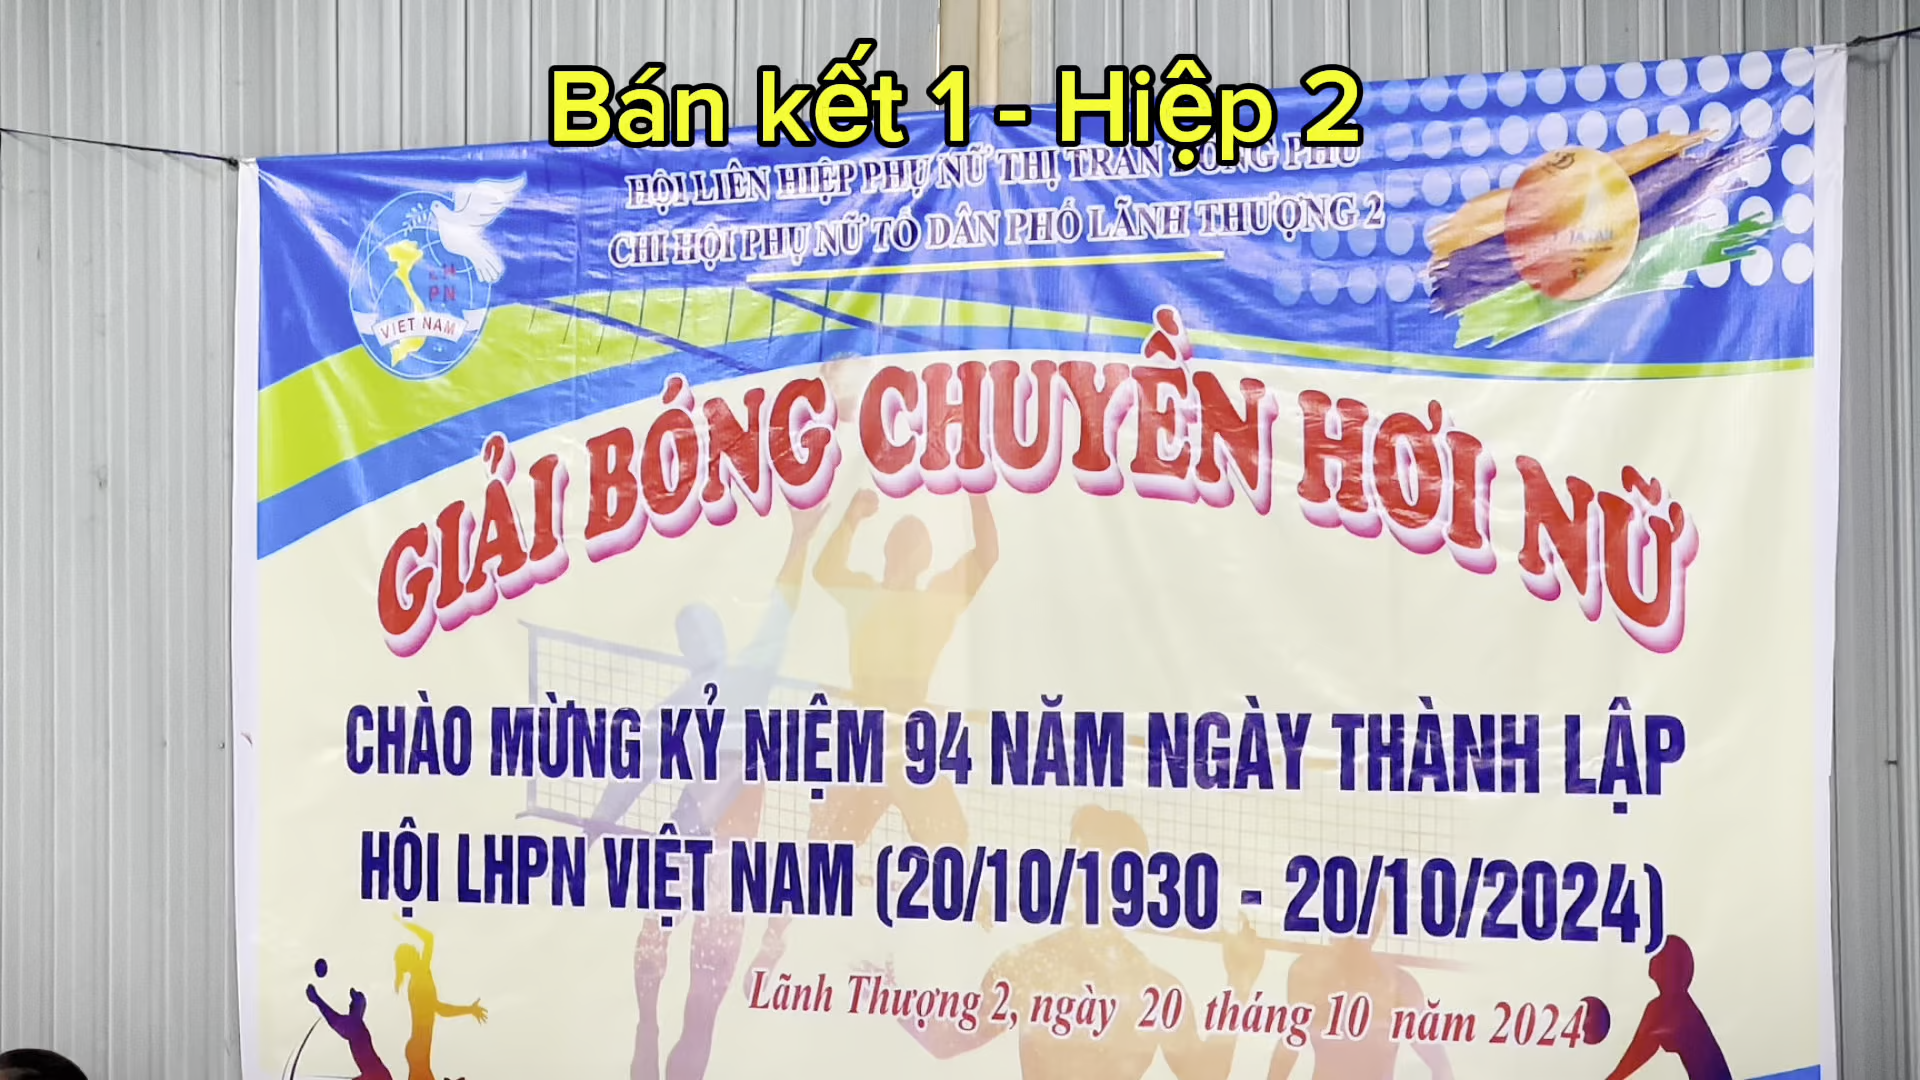 Bán kết 1 - Hiệp 2
HỘI LIÊN HIỆP PHỤ NỮ THỊ TRẤN ĐÔNG PHÚ
CHI HỘI PHỤ NỮ TỔ DÂN PHỐ LÃNH THƯỢNG 2
VIET NAM
PN
GIẢI BÓNG CHUYỀN HƠI NỮ
CHÀO MỪNG KỶ NIỆM 94 NĂM NGÀY THÀNH LẬP
HỘI LHPN VIỆT NAM (20/10/1930 - 20/10/2024)
Lãnh Thượng 2, ngày 20 tháng 10 năm 2024